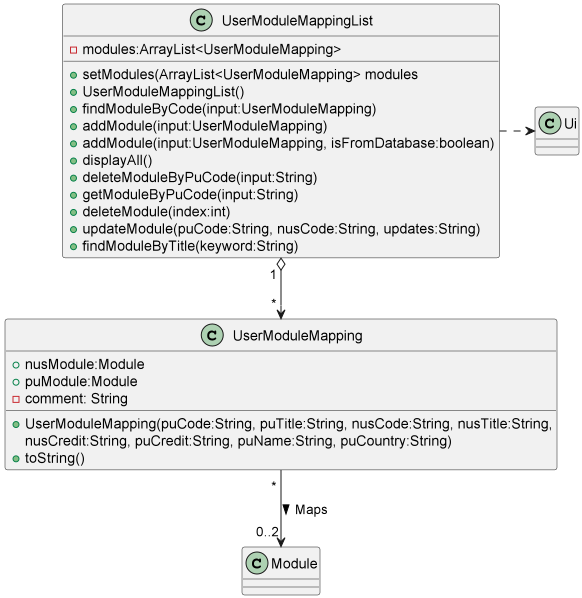 C UserModuleMappingList
modules:ArrayList<UserModuleMapping>
setModules(ArrayList<UserModuleMapping> modules
UserModuleMappingList()
findModuleByCode(input:UserModuleMapping)
addModule(input:UserModuleMapping)
addModule(input:UserModuleMapping, isFromDatabase:boolean)
displayAll()
deleteModuleByPuCode(input:String)
getModuleByPuCode(input:String)
deleteModule(index:int)
updateModule(puCode:String, nusCode:String, updates:String)
findModuleByTitle(keyword:String)
C Ui
1
*
C UserModuleMapping
nusModule:Module
puModule:Module
comment: String
UserModuleMapping(puCode:String, puTitle:String, nusCode:String, nusTitle:String,
nusCredit:String, puCredit:String, puName:String, puCountry:String)
toString()
*
Maps
0..2
C Module